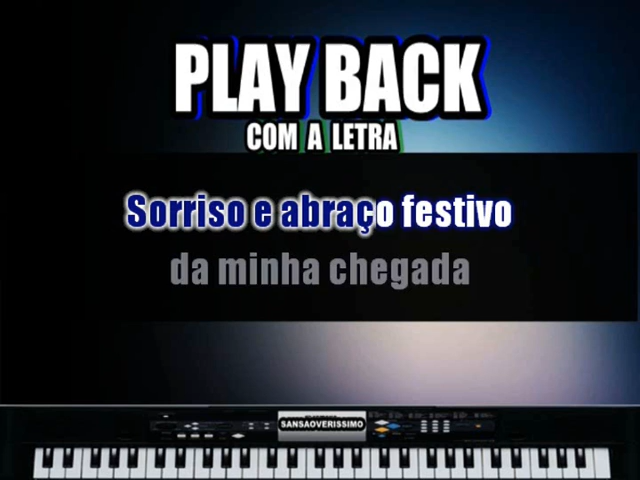 PLAY BACK
COM A LETRA
Sorriso e abraço festivo
da minha chegada
SANSAOVERISSIMO